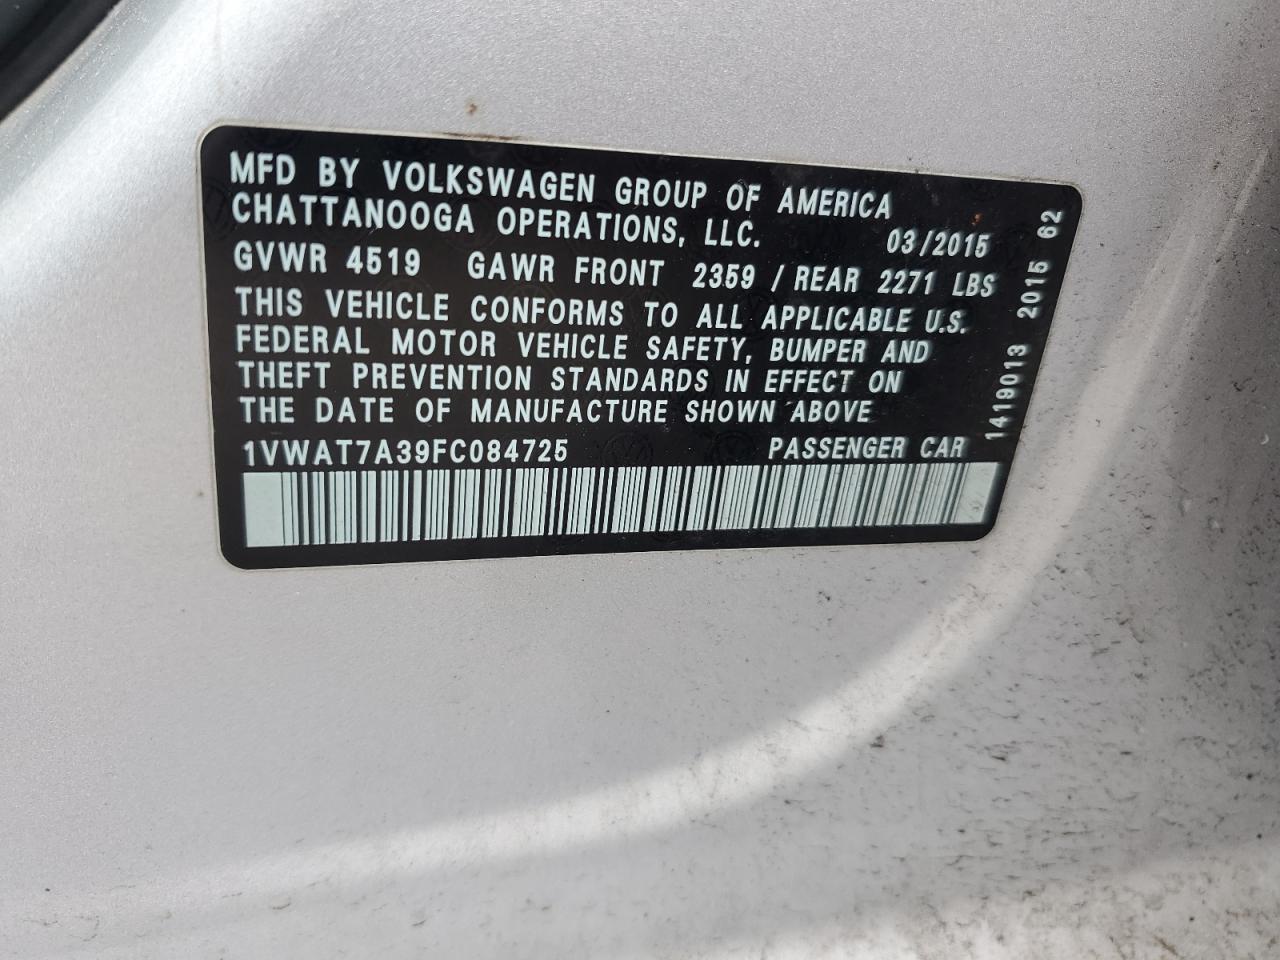 MFD BY VOLKSWAGEN GROUP OF AMERICA
CHATTANOOGA OPERATIONS, LLC. 03/2015
GVWR 4519 GAWR FRONT 2359 / REAR 2271 LBS
THIS VEHICLE CONFORMS TO ALL APPLICABLE U.S.
FEDERAL MOTOR VEHICLE SAFETY, BUMPER AND
THEFT PREVENTION STANDARDS IN EFFECT ON
THE DATE OF MANUFACTURE SHOWN ABOVE
1VWAT7A39FC084725 PASSENGER CAR
1419013 2015 62